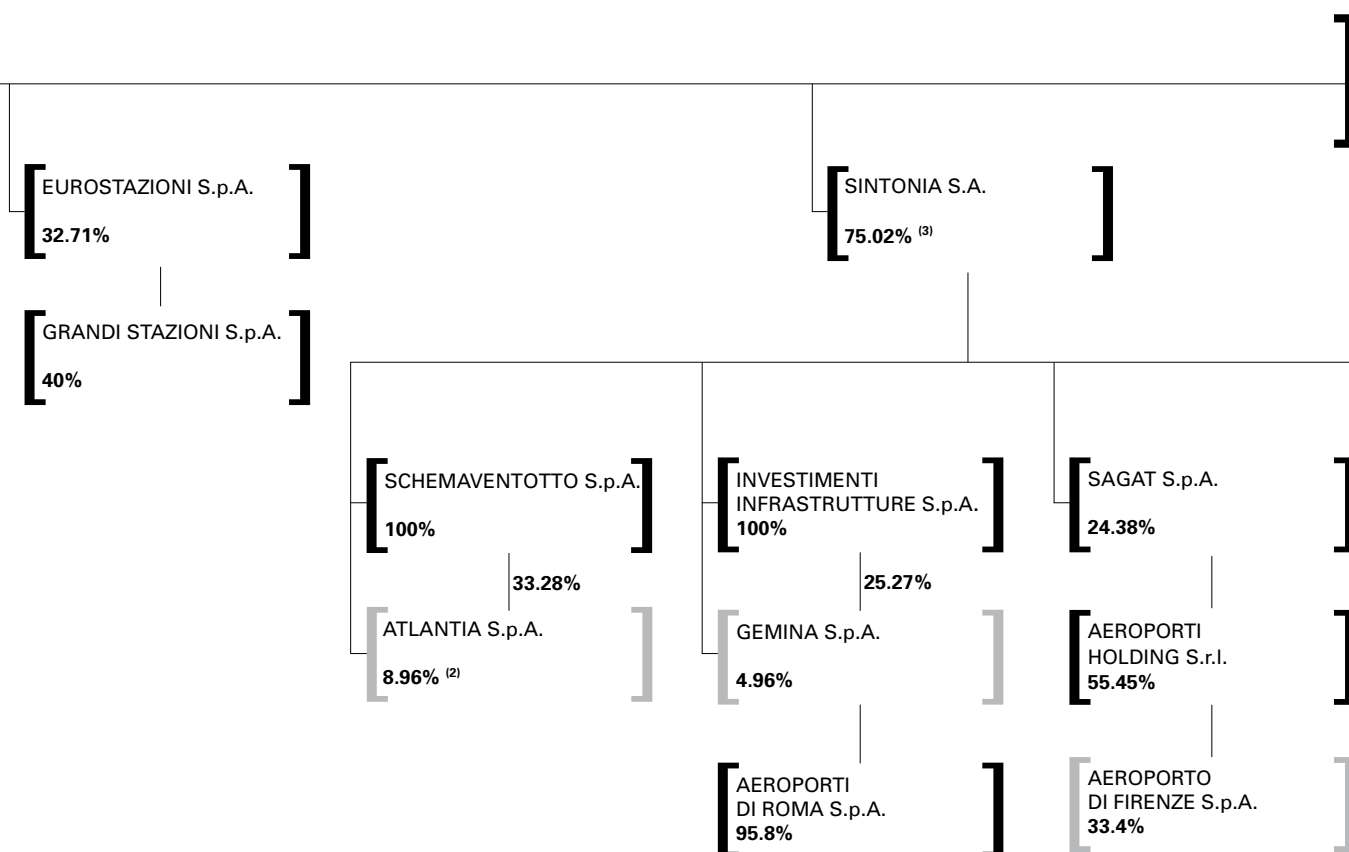 EUROSTAZIONI S.p.A.
32.71%
SINTONIA S.A.
75.02% (3)
GRANDI STAZIONI S.p.A.
40%
SCHEMAVENTOTTO S.p.A.
100%
33.28%
ATLANTIA S.p.A.
8.96% (2)
INVESTIMENTI
INFRASTRUTTURE S.p.A.
100%
25.27%
GEMINA S.p.A.
4.96%
AEROPORTI
DI ROMA S.p.A.
95.8%
SAGAT S.p.A.
24.38%
AEROPORTI
HOLDING S.r.l.
55.45%
AEROPORTO
DI FIRENZE S.p.A.
33.4%